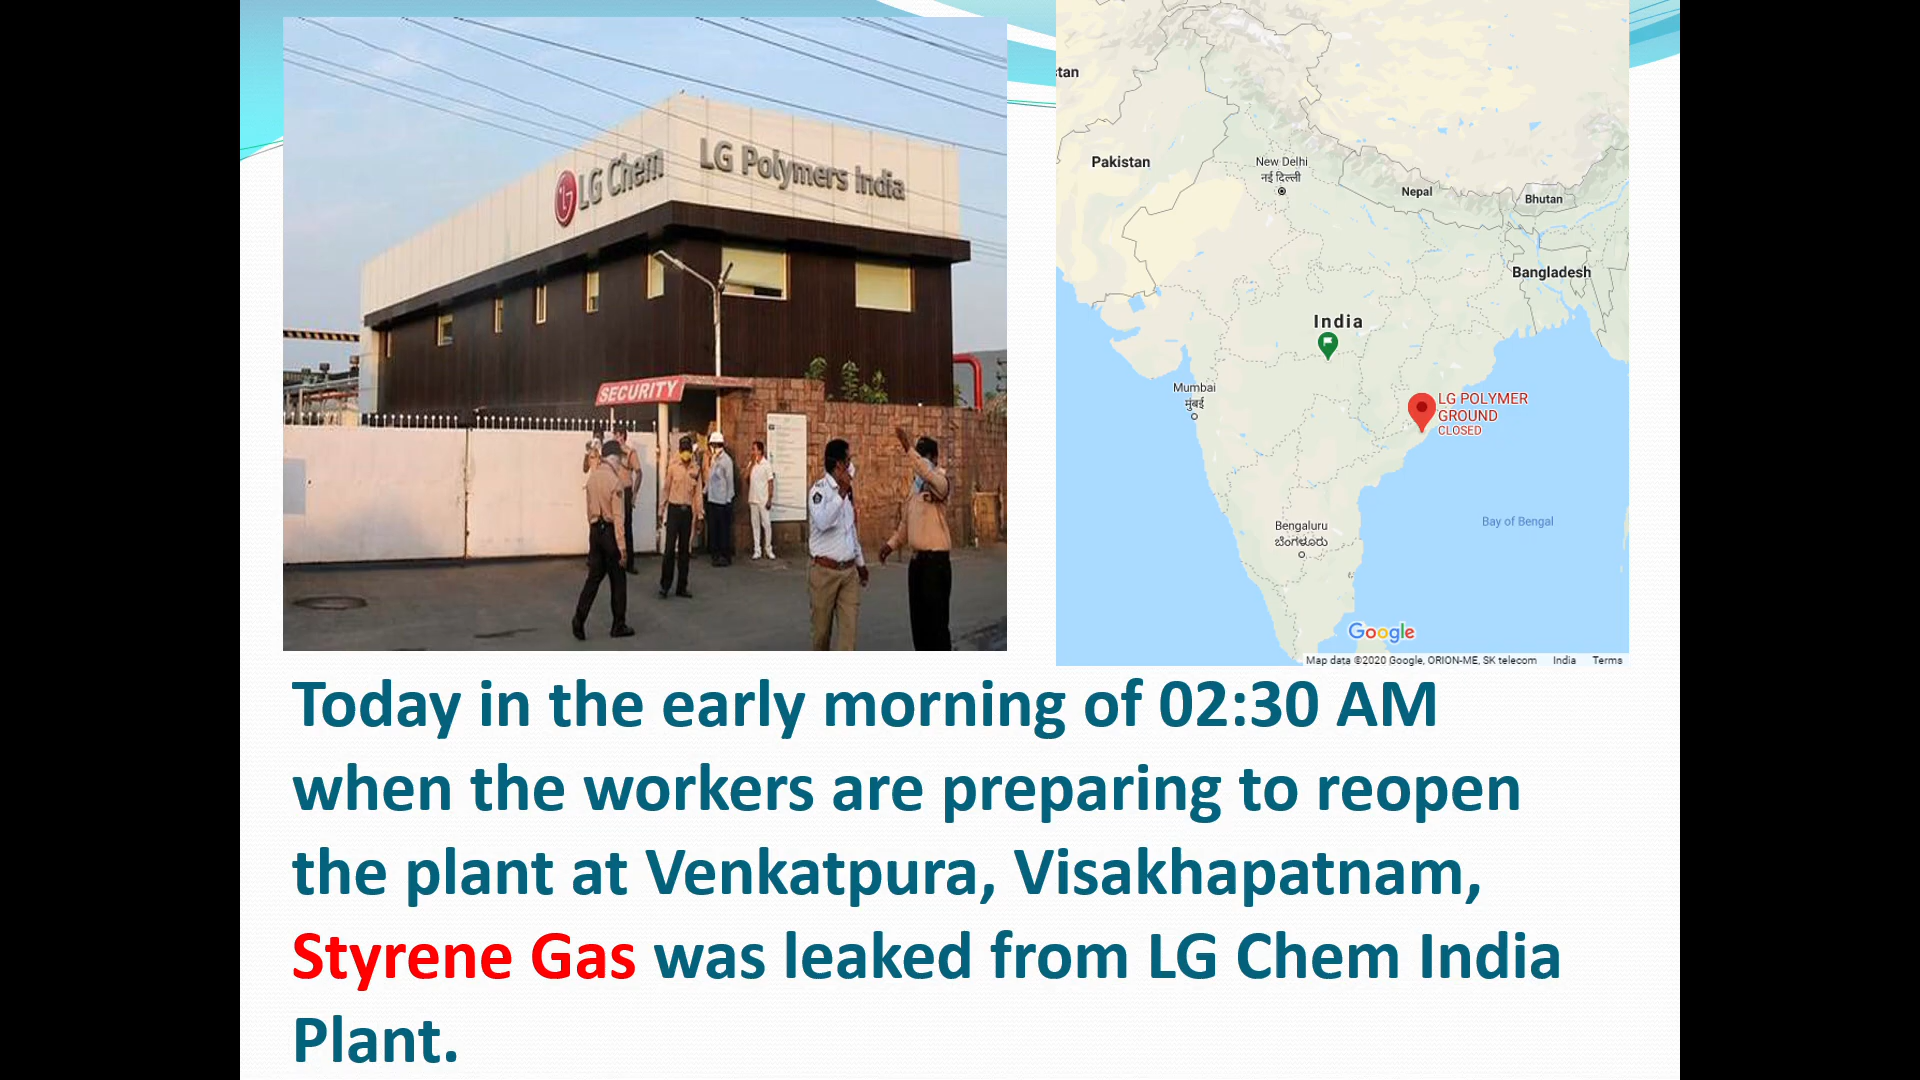 LG Chem
LG Polymers India
SECURITY
stan
Pakistan
New Delhi
नई दिल्ली
Nepal
Bhutan
Bangladesh
India
Mumbai
मुंबई
LG POLYMER
GROUND
CLOSED
Bengaluru
ಬೆಂಗಳೂರು
Bay of Bengal
Google
Map data ©2020 Google, ORION-ME, SK telecom India Terms
Today in the early morning of 02:30 AM
when the workers are preparing to reopen
the plant at Venkatpura, Visakhapatnam,
Styrene Gas was leaked from LG Chem India
Plant.